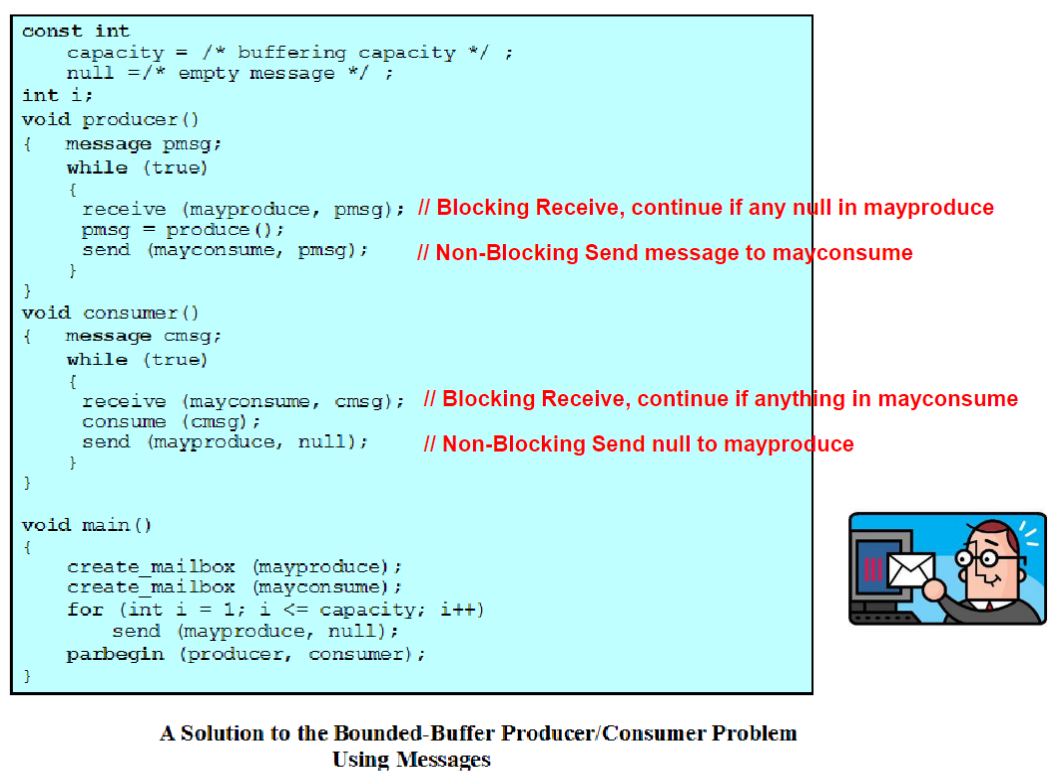 const int
    capacity = /* buffering capacity */ ;
    null =/* empty message */ ;
int i;
void producer()
{   message pmsg;
    while (true)
    {
     receive (mayproduce, pmsg); // Blocking Receive, continue if any null in mayproduce
     pmsg = produce();
     send (mayconsume, pmsg); // Non-Blocking Send message to mayconsume
    }
}
void consumer()
{   message cmsg;
    while (true)
    {
     receive (mayconsume, cmsg); // Blocking Receive, continue if anything in mayconsume
     consume (cmsg);
     send (mayproduce, null); // Non-Blocking Send null to mayproduce
    }
}
void main()
{
    create_mailbox (mayproduce);
    create_mailbox (mayconsume);
    for (int i = 1; i <= capacity; i++)
        send (mayproduce, null);
    parbegin (producer, consumer);
}
A Solution to the Bounded-Buffer Producer/Consumer Problem
Using Messages